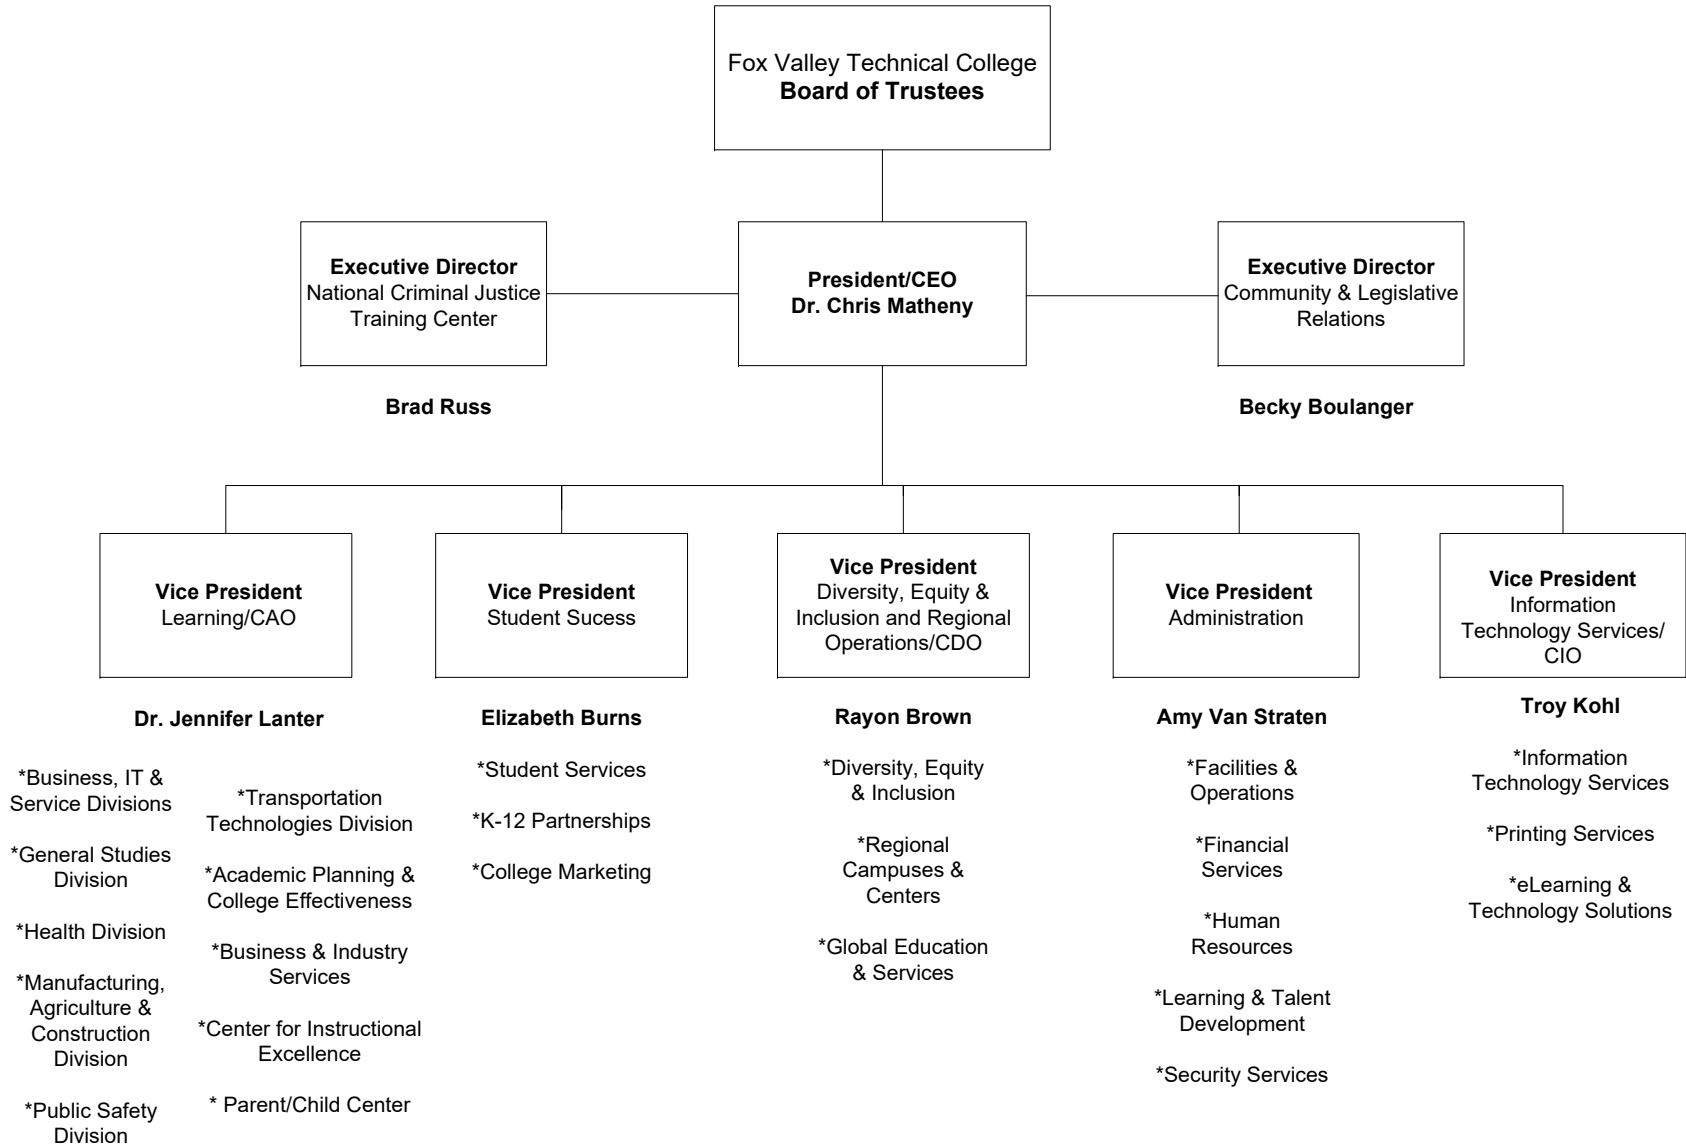 Fox Valley Technical College
Board of Trustees
Executive Director
National Criminal Justice
Training Center
Brad Russ
President/CEO
Dr. Chris Matheny
Executive Director
Community & Legislative
Relations
Becky Boulanger
Vice President
Learning/CAO
Dr. Jennifer Lanter
*Business, IT &
Service Divisions
*General Studies
Division
*Health Division
*Manufacturing,
Agriculture &
Construction
Division
*Public Safety
Division
*Transportation
Technologies Division
*Academic Planning &
College Effectiveness
*Business & Industry
Services
*Center for Instructional
Excellence
* Parent/Child Center
Vice President
Student Sucess
Elizabeth Burns
*Student Services
*K-12 Partnerships
*College Marketing
Vice President
Diversity, Equity &
Inclusion and Regional
Operations/CDO
Rayon Brown
*Diversity, Equity
& Inclusion
*Regional
Campuses &
Centers
*Global Education
& Services
Vice President
Administration
Amy Van Straten
*Facilities &
Operations
*Financial
Services
*Human
Resources
*Learning & Talent
Development
*Security Services
Vice President
Information
Technology Services/
CIO
Troy Kohl
*Information
Technology Services
*Printing Services
*eLearning &
Technology Solutions